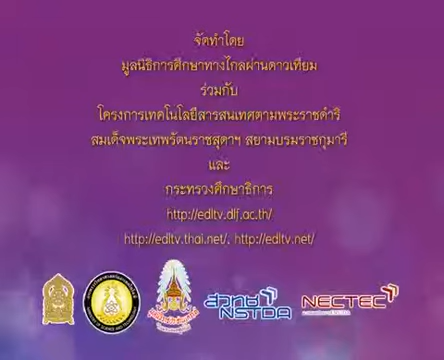 จัดทำโดย
มูลนิธิการศึกษาทางไกลผ่านดาวเทียม
ร่วมกับ
โครงการเทคโนโลยีสารสนเทศตามพระราชดำริ
สมเด็จพระเทพรัตนราชสุดาฯ สยามบรมราชกุมารี
และ
กระทรวงศึกษาธิการ
http://edltv.dlf.ac.th/
http://edltv.thai.net/, http://edltv.net/
สวทช
NSTDA
NECTEC